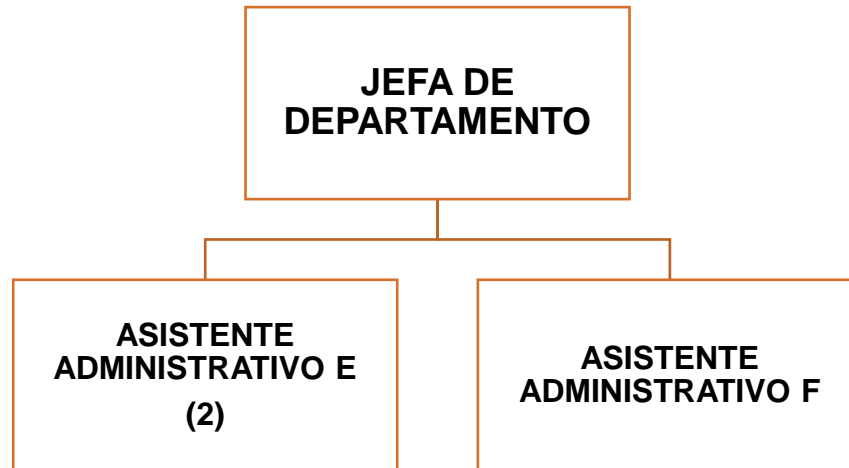 JEFA DE
DEPARTAMENTO
ASISTENTE
ADMINISTRATIVO E
(2)
ASISTENTE
ADMINISTRATIVO F